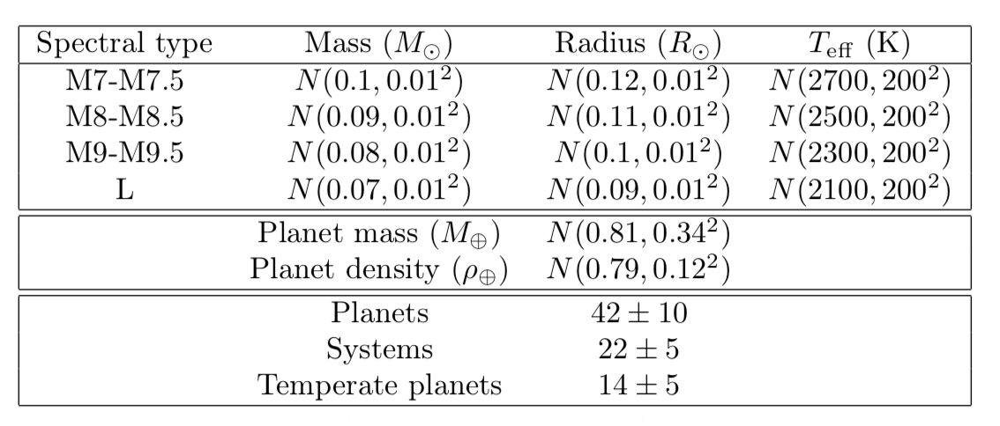 Spectral type Mass (M☉) Radius (R☉) T_eff (K)
M7-M7.5 N(0.1, 0.01²) N(0.12, 0.01²) N(2700, 200²)
M8-M8.5 N(0.09, 0.01²) N(0.11, 0.01²) N(2500, 200²)
M9-M9.5 N(0.08, 0.01²) N(0.1, 0.01²) N(2300, 200²)
L N(0.07, 0.01²) N(0.09, 0.01²) N(2100, 200²)
Planet mass (M⊕) N(0.81, 0.34²)
Planet density (ρ⊕) N(0.79, 0.12²)
Planets 42 ± 10
Systems 22 ± 5
Temperate planets 14 ± 5